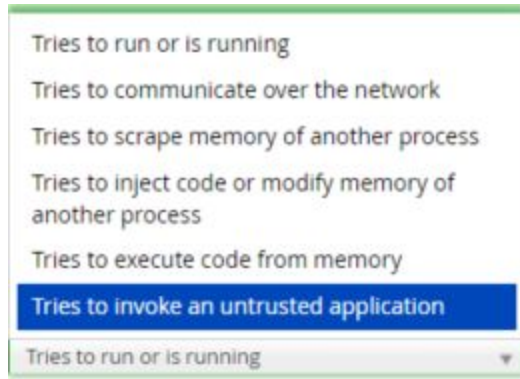 Tries to run or is running
Tries to communicate over the network
Tries to scrape memory of another process
Tries to inject code or modify memory of
another process
Tries to execute code from memory
Tries to invoke an untrusted application
Tries to run or is running